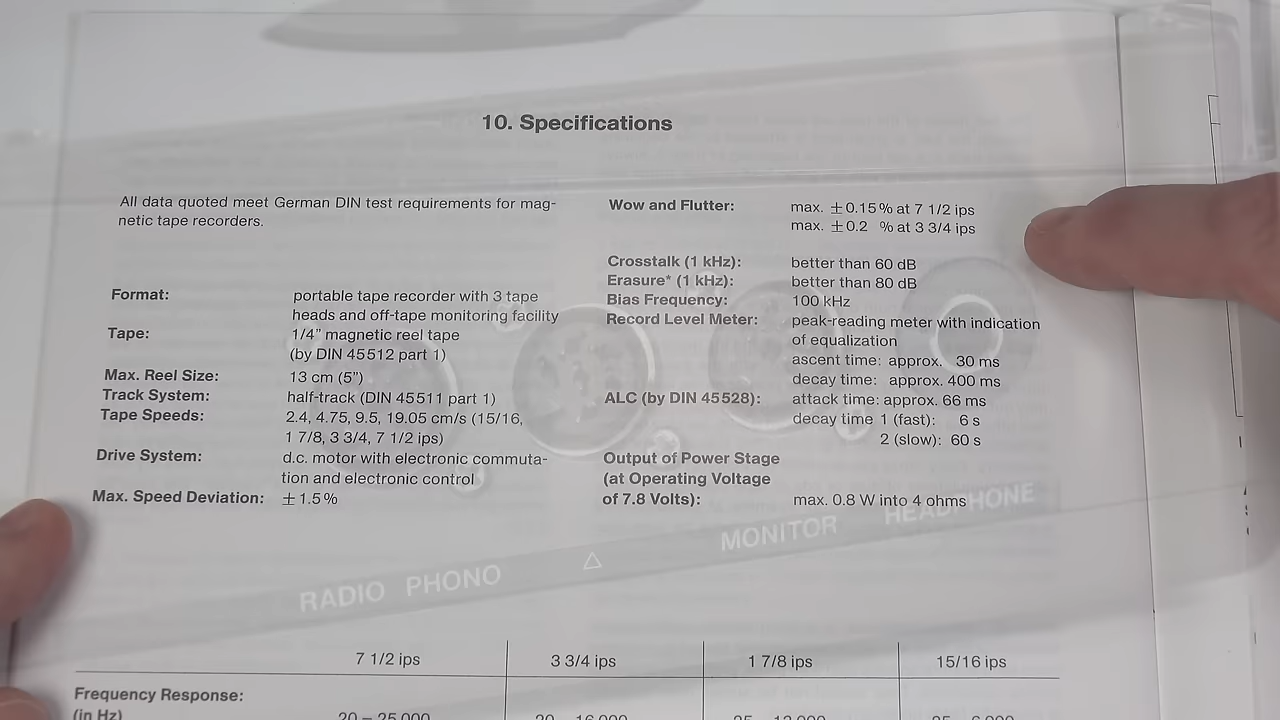 10. Specifications
All data quoted meet German DIN test requirements for mag-
netic tape recorders.
Format: portable tape recorder with 3 tape
heads and off-tape monitoring facility
Tape: 1/4” magnetic reel tape
(by DIN 45512 part 1)
Max. Reel Size: 13 cm (5”)
Track System: half-track (DIN 45511 part 1)
Tape Speeds: 2.4, 4.75, 9.5, 19.05 cm/s (15/16,
1 7/8, 3 3/4, 7 1/2 ips)
Drive System: d.c. motor with electronic commuta-
tion and electronic control
Max. Speed Deviation: ±1.5%
Wow and Flutter: max. ±0.15% at 7 1/2 ips
max. ±0.2 % at 3 3/4 ips
Crosstalk (1 kHz): better than 60 dB
Erasure* (1 kHz): better than 80 dB
Bias Frequency: 100 kHz
Record Level Meter: peak-reading meter with indication
of equalization
ascent time: approx. 30 ms
decay time: approx. 400 ms
ALC (by DIN 45528): attack time: approx. 66 ms
decay time 1 (fast): 6 s
2 (slow): 60 s
Output of Power Stage
(at Operating Voltage
of 7.8 Volts): max. 0.8 W into 4 ohms
RADIO PHONO MONITOR HEADPHONE
7 1/2 ips 3 3/4 ips 1 7/8 ips 15/16 ips
Frequency Response:
(in Hz) 20 – 25,000